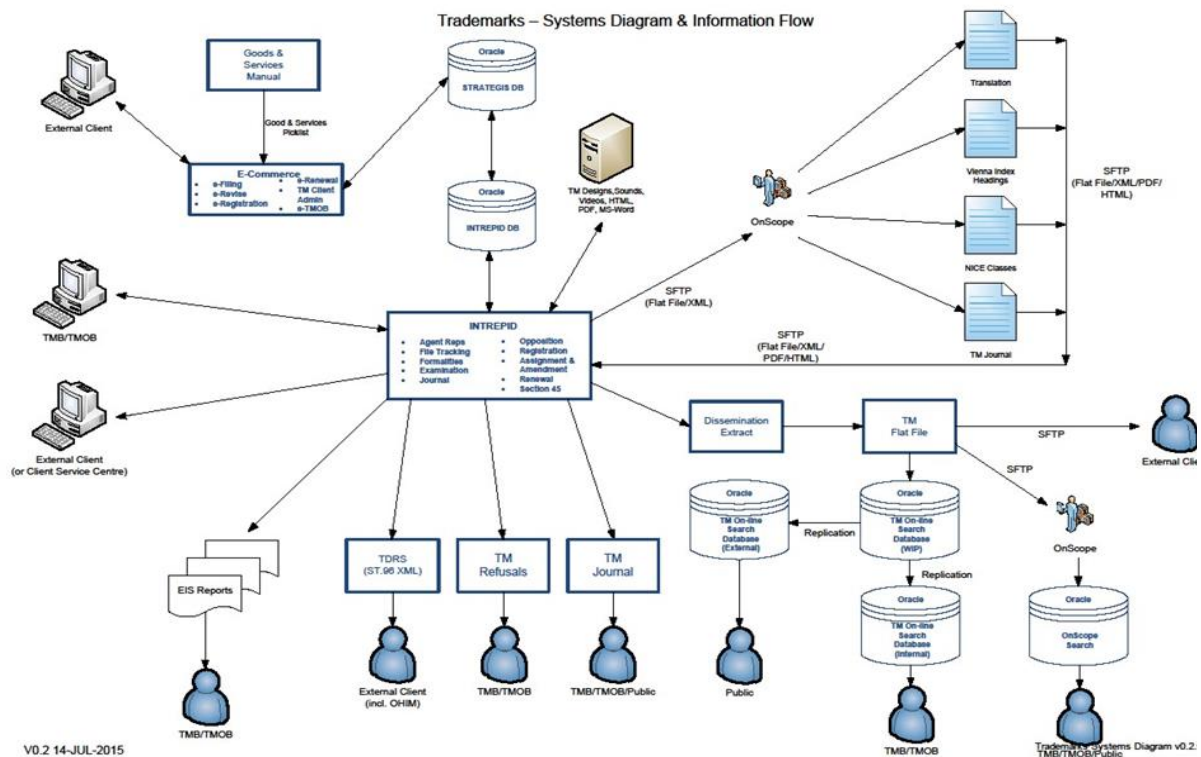 Trademarks – Systems Diagram & Information Flow
External Client
Goods &
Services
Manual
Good & Services
Picklist
E-Commerce
e-Filing
e-Revise
e-Registration
e-Renewal
TM Client
Admin
e-TMOB
Oracle
STRATEGIS DB
Oracle
INTREPID DB
TM Designs,Sounds,
Videos, HTML,
PDF, MS-Word
OnScope
Translation
Vienna Index
Headings
NICE Classes
TM Journal
SFTP
(Flat File/XML/PDF/
HTML)
SFTP
(Flat File/XML)
SFTP
(Flat File/XML/
PDF/HTML)
TMB/TMOB
INTREPID
Agent Reps
File Tracking
Formalities
Examination
Journal
Opposition
Registration
Assignment &
Amendment
Renewal
Section 45
External Client
(or Client Service Centre)
Dissemination
Extract
TM
Flat File
SFTP
External Clie
SFTP
OnScope
Oracle
TM On-line
Search
Database
(External)
Replication
Oracle
TM On-line
Search
Database
(WIP)
Replication
Oracle
TM On-line
Search
Database
(Internal)
Oracle
OnScope
Search
EIS Reports
TDRS
(ST.96 XML)
TM
Refusals
TM
Journal
TMB/TMOB
External Client
(incl. OHIM)
TMB/TMOB
TMB/TMOB/Public
Public
TMB/TMOB
TMB/TMOB/Public
V0.2 14-JUL-2015
Trademarks Systems Diagram v0.2.